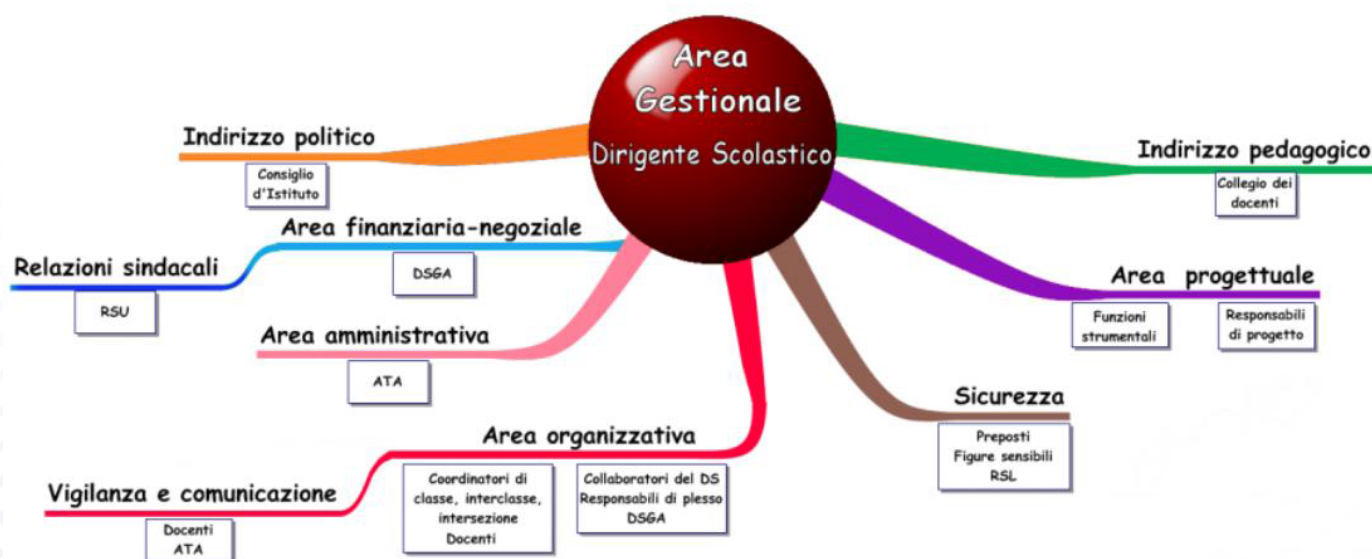 Area
Gestionale
Dirigente Scolastico
Indirizzo politico
Consiglio
d'Istituto
Area finanziaria-negoziale
DSGA
Relazioni sindacali
RSU
Area amministrativa
ATA
Area organizzativa
Coordinatori di
classe, interclasse,
intersezione
Docenti
Collaboratori del DS
Responsabili di plesso
DSGA
Vigilanza e comunicazione
Docenti
ATA
Indirizzo pedagogico
Collegio dei
docenti
Area progettuale
Funzioni
strumentali
Responsabili
di progetto
Sicurezza
Preposti
Figure sensibili
RSL